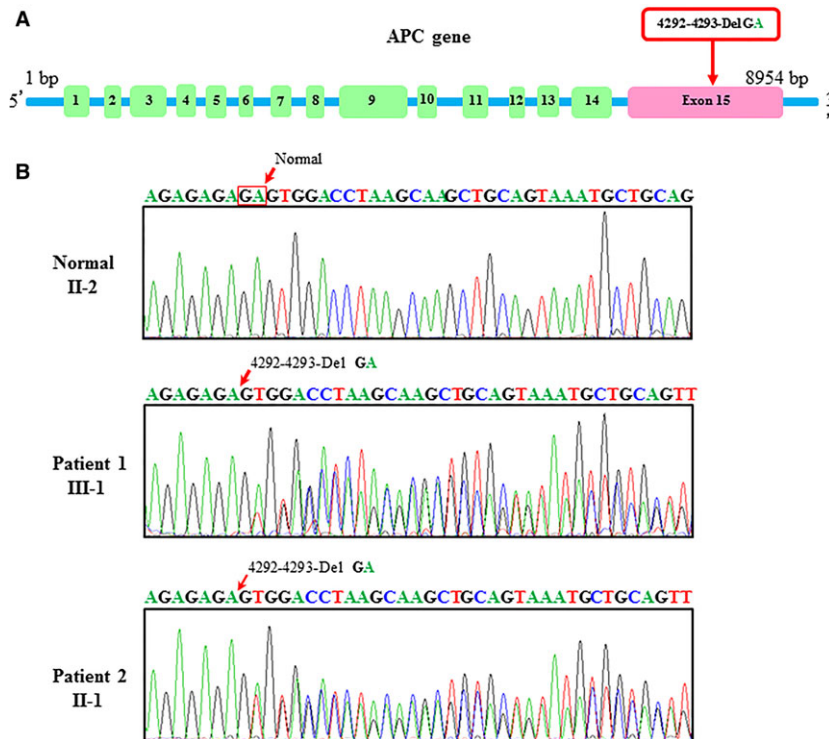 A
APC gene
4292-4293-DelGA
5' 1 bp 1 2 3 4 5 6 7 8 9 10 11 12 13 14 Exon 15 8954 bp 3'
B
Normal
AGAGAGAGAGTGGACCTAAGCAAGCTGCAGTAAATGCTGCAG
Normal
II-2
4292-4293-Del GA
AGAGAGAGTGGACCTAAGCAAGCTGCAGTAAATGCTGCAGTT
Patient 1
III-1
4292-4293-Del GA
AGAGAGAGTGGACCTAAGCAAGCTGCAGTAAATGCTGCAGTT
Patient 2
II-1